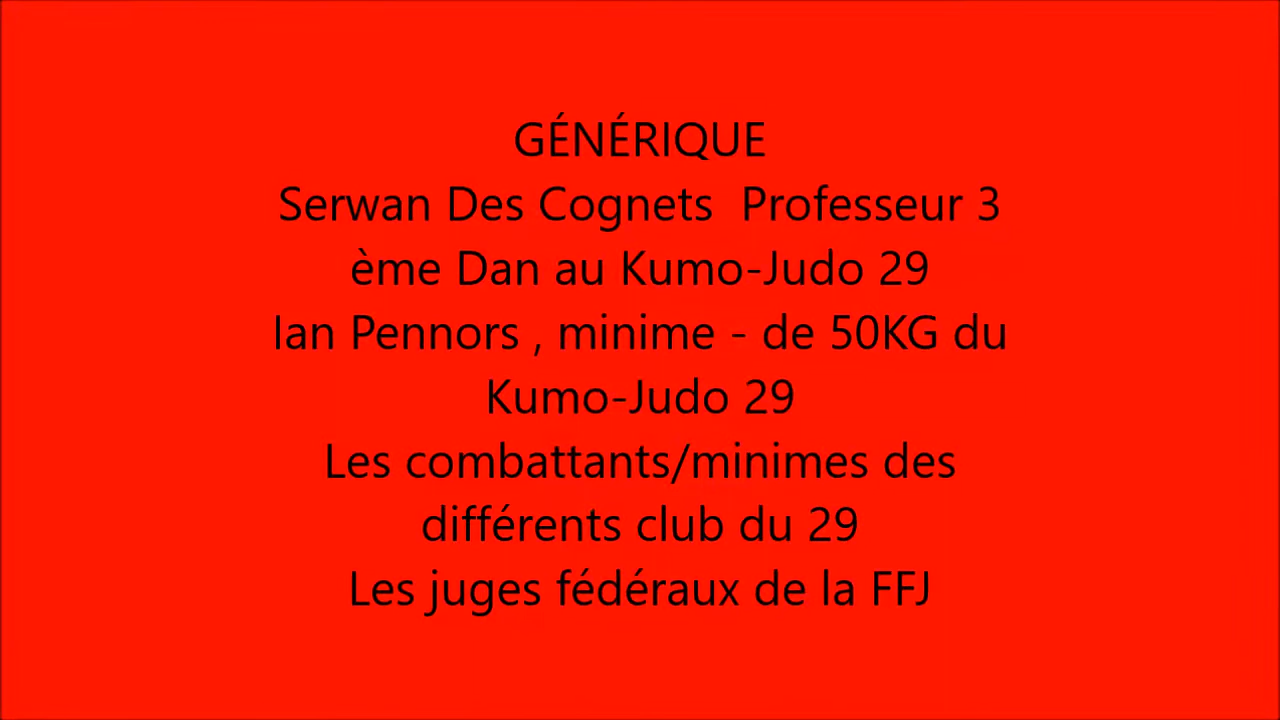 GÉNÉRIQUE
Serwan Des Cognets  Professeur 3
ème Dan au Kumo-Judo 29
Ian Pennors , minime - de 50KG du
Kumo-Judo 29
Les combattants/minimes des
différents club du 29
Les juges fédéraux de la FFJ